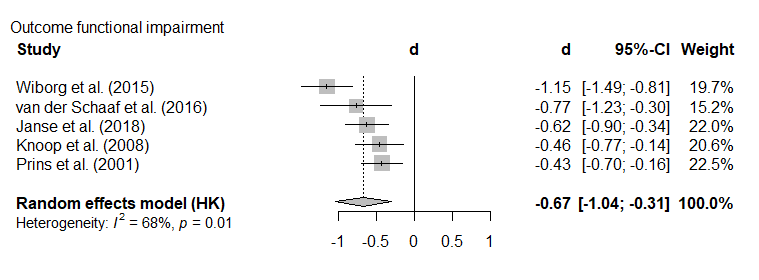 Outcome functional impairment
Study d d 95%-CI Weight
Wiborg et al. (2015) -1.15 [-1.49; -0.81] 19.7%
van der Schaaf et al. (2016) -0.77 [-1.23; -0.30] 15.2%
Janse et al. (2018) -0.62 [-0.90; -0.34] 22.0%
Knoop et al. (2008) -0.46 [-0.77; -0.14] 20.6%
Prins et al. (2001) -0.43 [-0.70; -0.16] 22.5%
Random effects model (HK) -0.67 [-1.04; -0.31] 100.0%
Heterogeneity: I² = 68%, p = 0.01
-1 -0.5 0 0.5 1